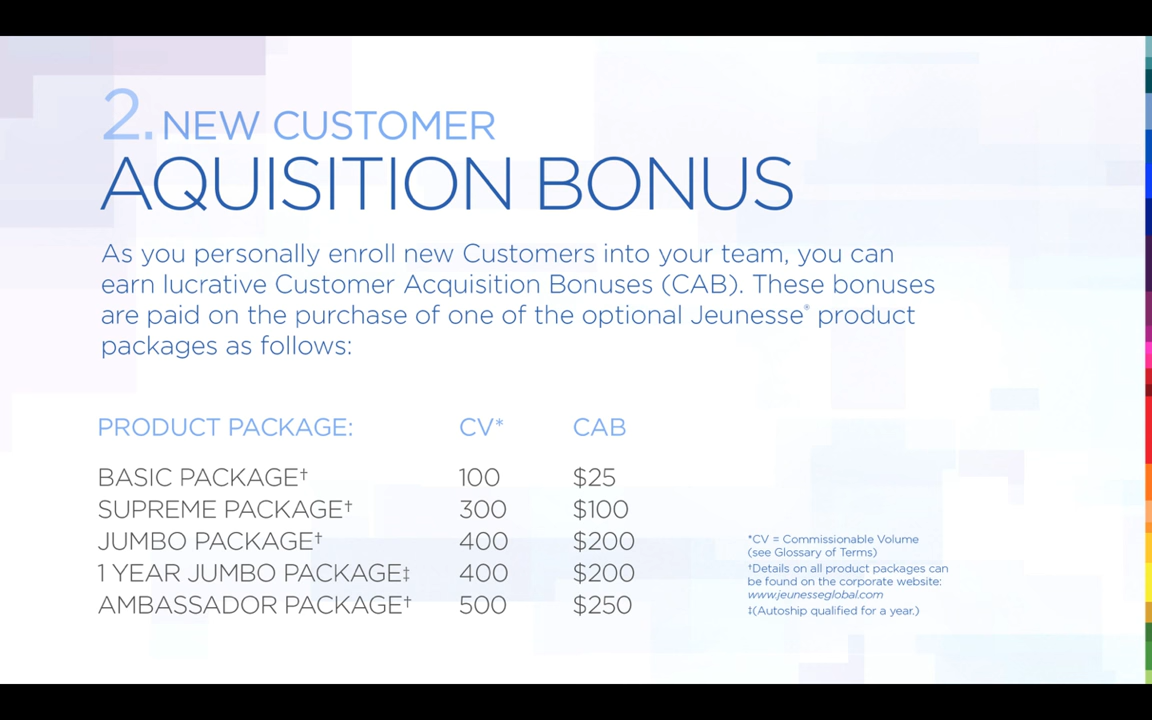 2. NEW CUSTOMER
AQUISITION BONUS
As you personally enroll new Customers into your team, you can
earn lucrative Customer Acquisition Bonuses (CAB). These bonuses
are paid on the purchase of one of the optional Jeunesse® product
packages as follows:
PRODUCT PACKAGE: CV* CAB
BASIC PACKAGE† 100 $25
SUPREME PACKAGE† 300 $100
JUMBO PACKAGE† 400 $200
1 YEAR JUMBO PACKAGE‡ 400 $200
AMBASSADOR PACKAGE† 500 $250
*CV = Commissionable Volume
(see Glossary of Terms)
†Details on all product packages can
be found on the corporate website:
www.jeunesseglobal.com
‡(Autoship qualified for a year.)